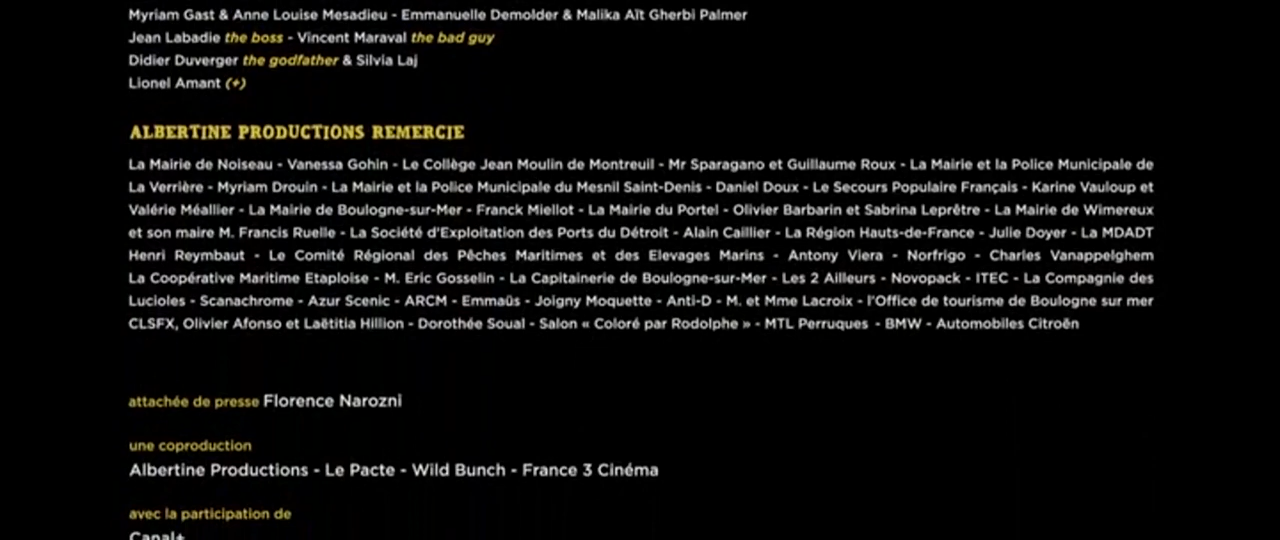 Myriam Gast & Anne Louise Mesadieu - Emmanuelle Demolder & Malika Aït Gherbi Palmer
Jean Labadie the boss - Vincent Maraval the bad guy
Didier Duverger the godfather & Silvia Laj
Lionel Amant (+)
ALBERTINE PRODUCTIONS REMERCIE
La Mairie de Noiseau - Vanessa Gohin - Le Collège Jean Moulin de Montreuil - Mr Sparagano et Guillaume Roux - La Mairie et la Police Municipale de
La Verrière - Myriam Drouin - La Mairie et la Police Municipale du Mesnil Saint-Denis - Daniel Doux - Le Secours Populaire Français - Karine Vauloup et
Valérie Méallier - La Mairie de Boulogne-sur-Mer - Franck Miellot - La Mairie du Portel - Olivier Barbarin et Sabrina Leprêtre - La Mairie de Wimereux
et son maire M. Francis Ruelle - La Société d'Exploitation des Ports du Détroit - Alain Caillier - La Région Hauts-de-France - Julie Doyer - La MDADT
Henri Reymbaut - Le Comité Régional des Pêches Maritimes et des Elevages Marins - Antony Viera - Norfrigo - Charles Vanappelghem
La Coopérative Maritime Etaploise - M. Eric Gosselin - La Capitainerie de Boulogne-sur-Mer - Les 2 Ailleurs - Novopack - ITEC - La Compagnie des
Lucioles - Scanachrome - Azur Scenic - ARCM - Emmaûs - Joigny Moquette - Anti-D - M. et Mme Lacroix - l'Office de tourisme de Boulogne sur mer
CLSFX, Olivier Afonso et Laëtitia Hillion - Dorothée Soual - Salon « Coloré par Rodolphe » - MTL Perruques - BMW - Automobiles Citroën
attachée de presse Florence Narozni
une coproduction
Albertine Productions - Le Pacte - Wild Bunch - France 3 Cinéma
avec la participation de
Canal+